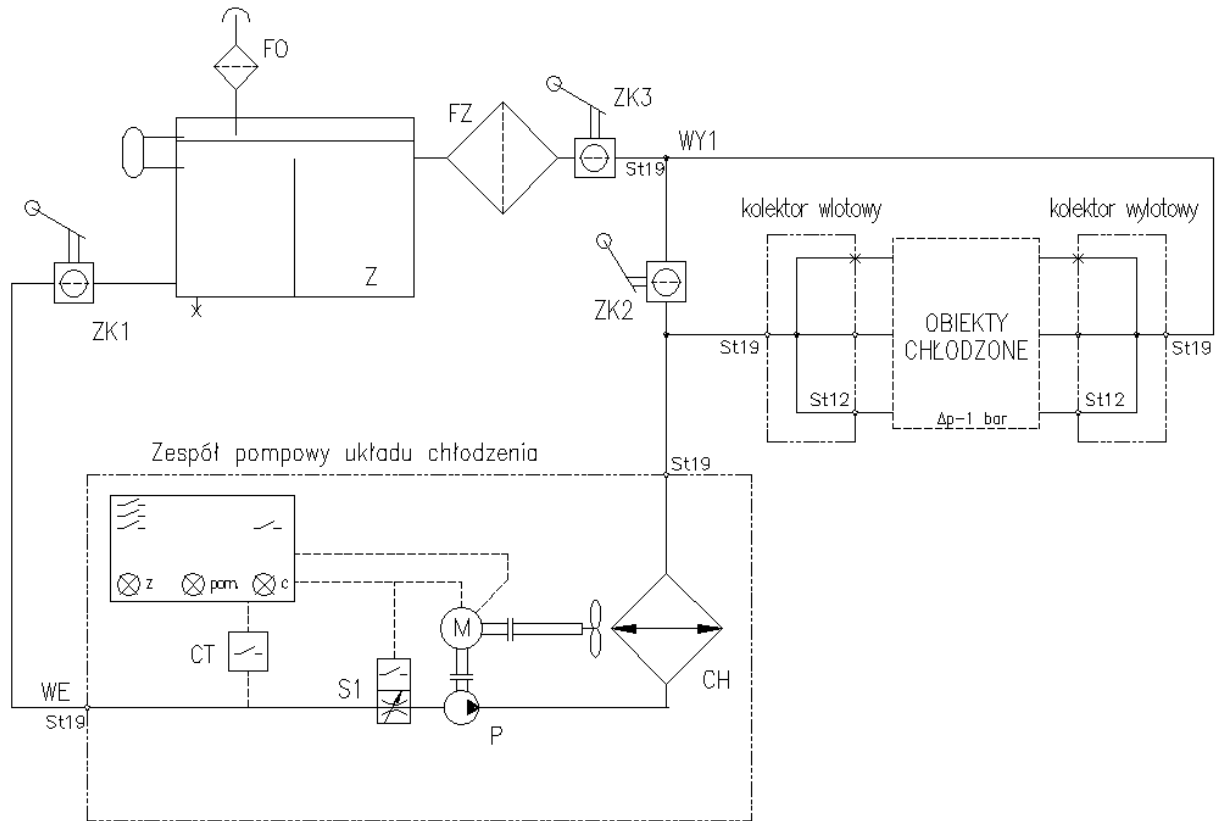 FO
FZ
ZK3
St19
WY1
kolektor wlotowy
kolektor wylotowy
ZK1
Z
ZK2
St19
OBIEKTY
CHŁODZONE
St19
St12
St12
Δp-1 bar
Zespół pompowy układu chłodzenia
St19
z
pom.
c
M
CT
S1
CH
WE
St19
P